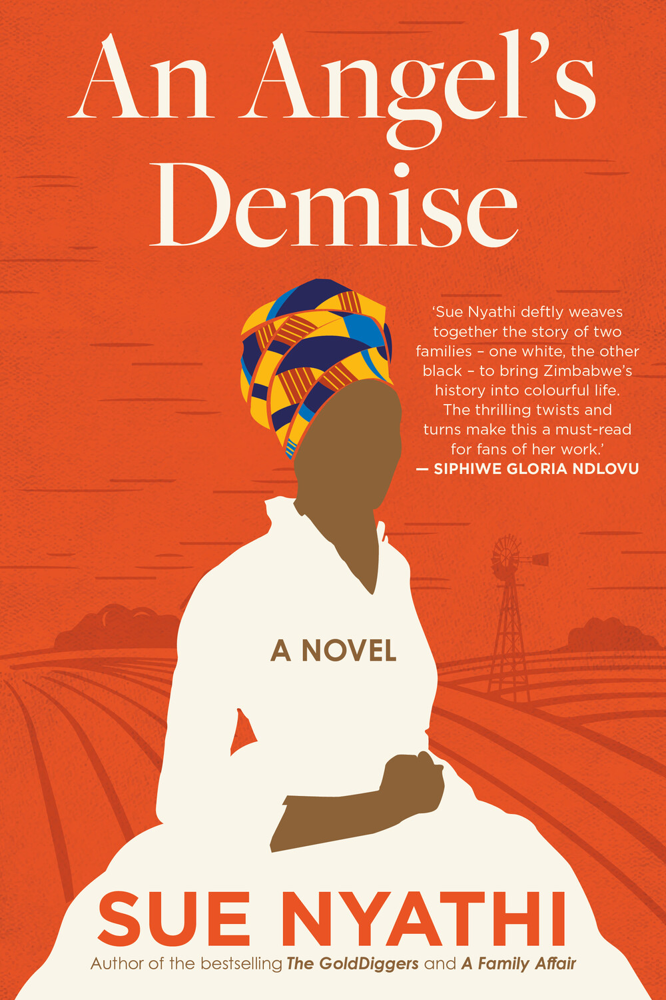 An Angel’s
Demise
‘Sue Nyathi deftly weaves
together the story of two
families – one white, the other
black – to bring Zimbabwe’s
history into colourful life.
The thrilling twists and
turns make this a must-read
for fans of her work.’
— SIPHIWE GLORIA NDLOVU
A NOVEL
SUE NYATHI
Author of the bestselling The GoldDiggers and A Family Affair